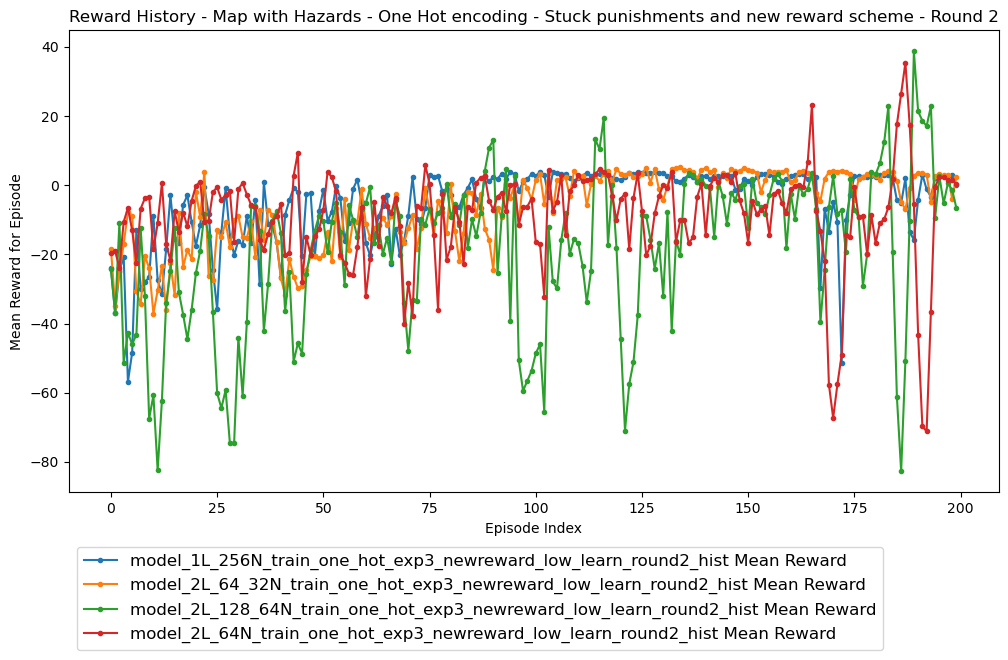 Reward History - Map with Hazards - One Hot encoding - Stuck punishments and new reward scheme - Round 2
Mean Reward for Episode
40
20
0
−20
−40
−60
−80
0 25 50 75 100 125 150 175 200
Episode Index
model_1L_256N_train_one_hot_exp3_newreward_low_learn_round2_hist Mean Reward
model_2L_64_32N_train_one_hot_exp3_newreward_low_learn_round2_hist Mean Reward
model_2L_128_64N_train_one_hot_exp3_newreward_low_learn_round2_hist Mean Reward
model_2L_64N_train_one_hot_exp3_newreward_low_learn_round2_hist Mean Reward